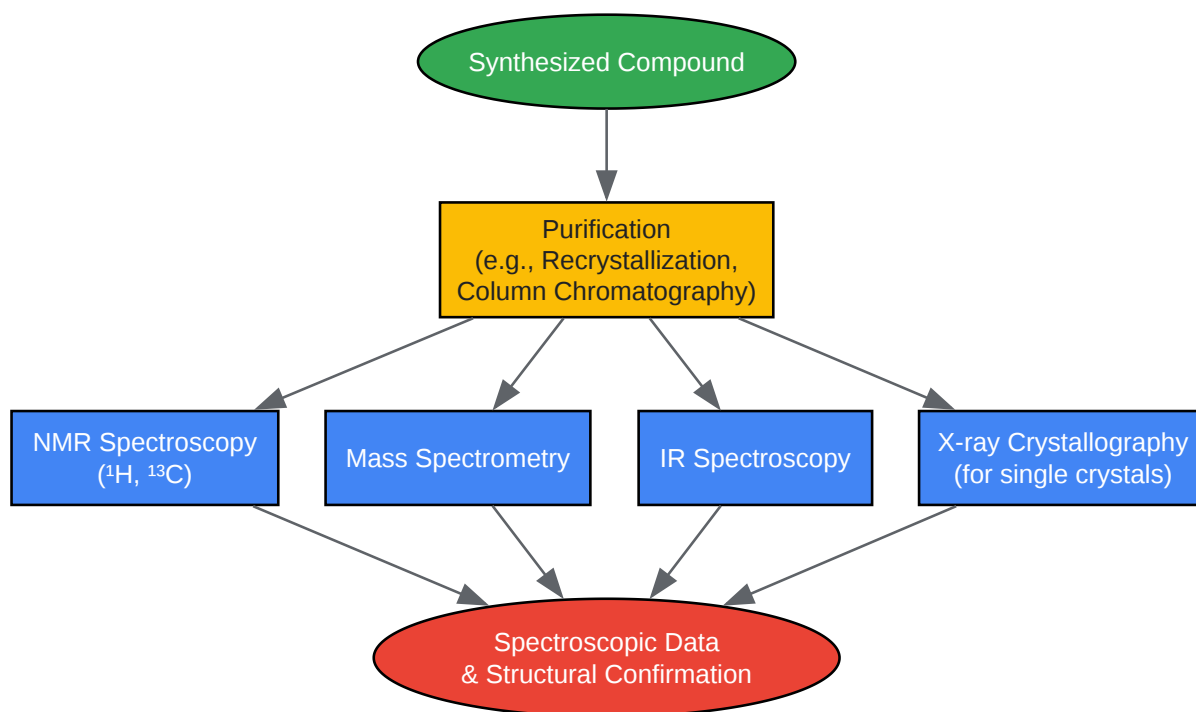 Synthesized Compound
Purification
(e.g., Recrystallization,
Column Chromatography)
NMR Spectroscopy
(¹H, ¹³C)
Mass Spectrometry
IR Spectroscopy
X-ray Crystallography
(for single crystals)
Spectroscopic Data
& Structural Confirmation